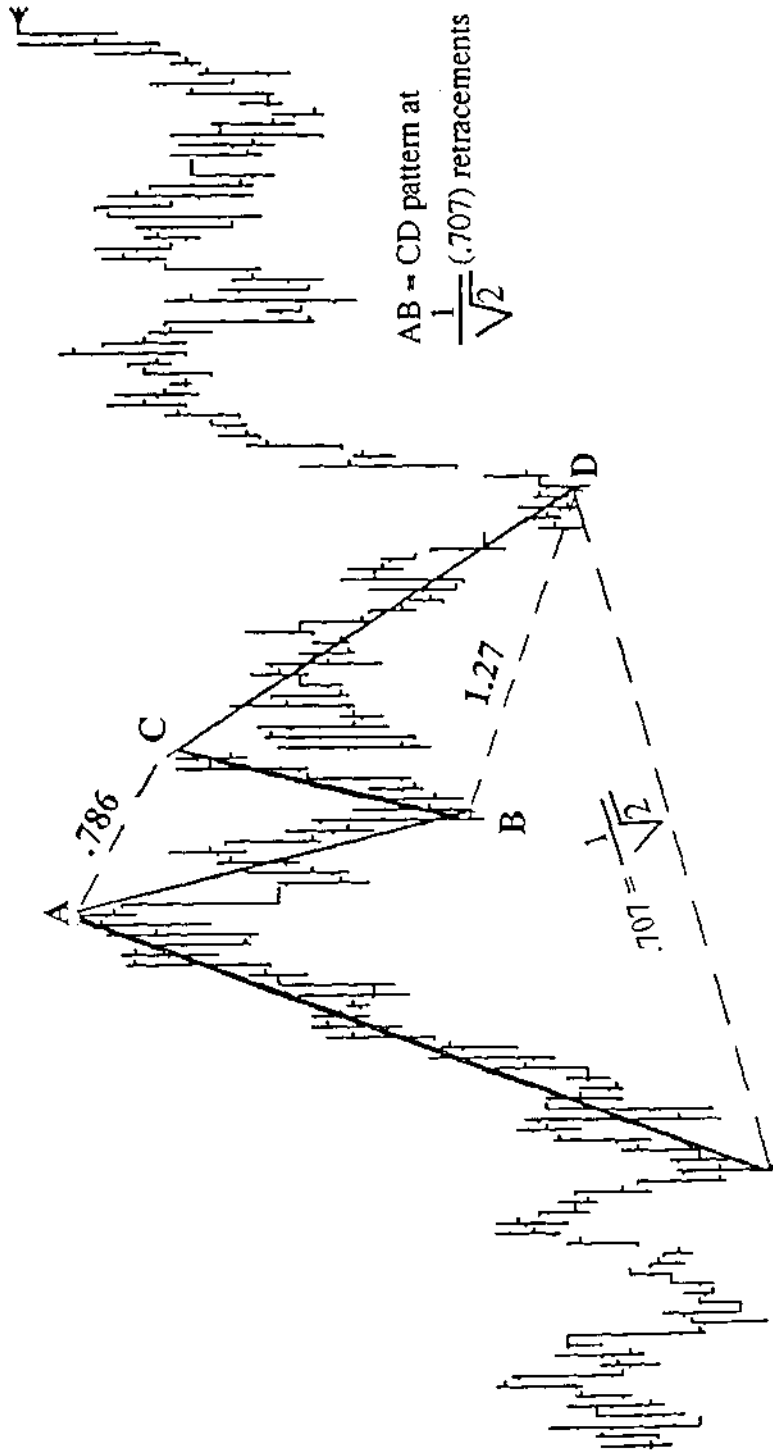 A
.786
C
B
1.27
D
.707 = 1/√2
AB = CD pattern at
1/√2 (.707) retracements